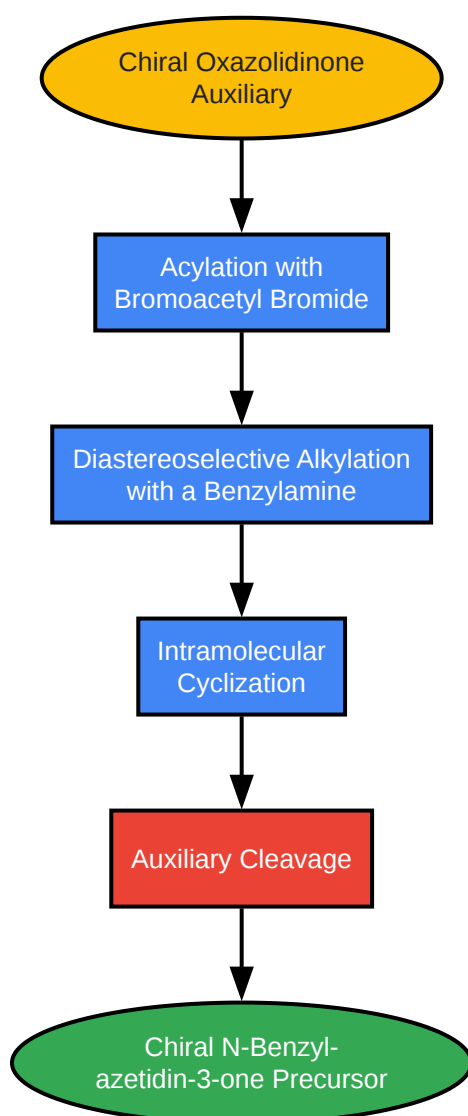 Chiral Oxazolidinone
Auxiliary
Acylation with
Bromoacetyl Bromide
Diastereoselective Alkylation
with a Benzylamine
Intramolecular
Cyclization
Auxiliary Cleavage
Chiral N-Benzyl-
azetidin-3-one Precursor